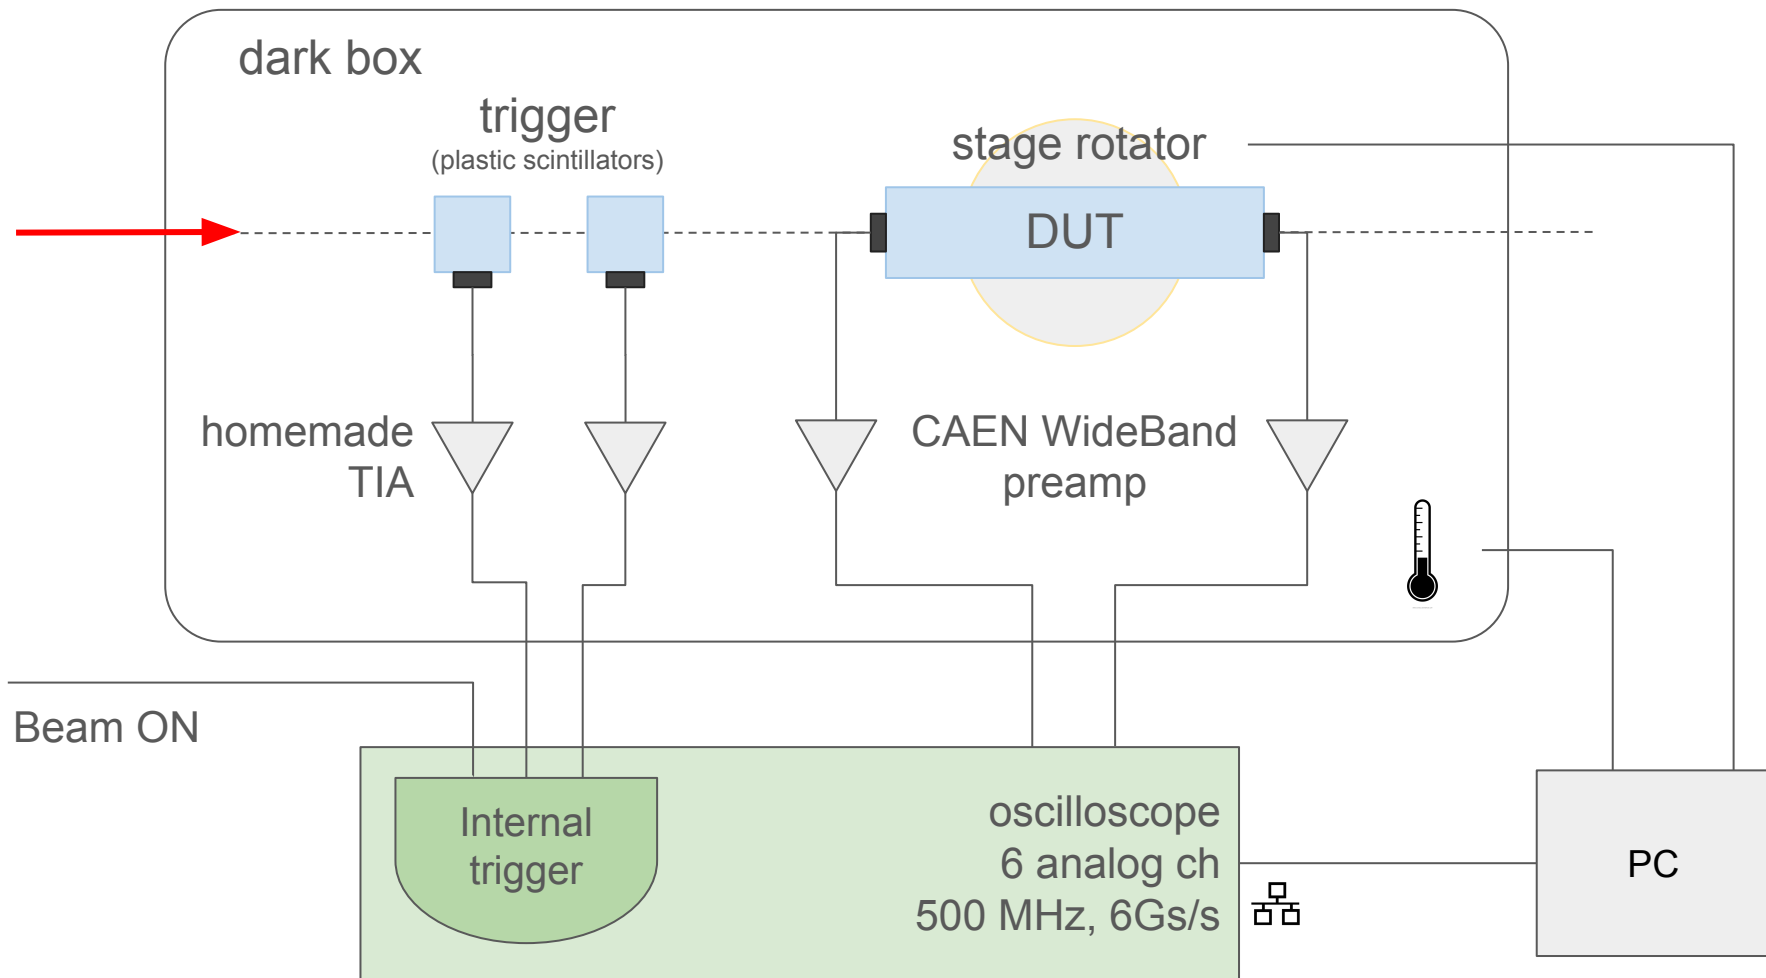 dark box
trigger
(plastic scintillators)
stage rotator
DUT
homemade
TIA
CAEN WideBand
preamp
Beam ON
Internal
trigger
oscilloscope
6 analog ch
500 MHz, 6Gs/s
PC